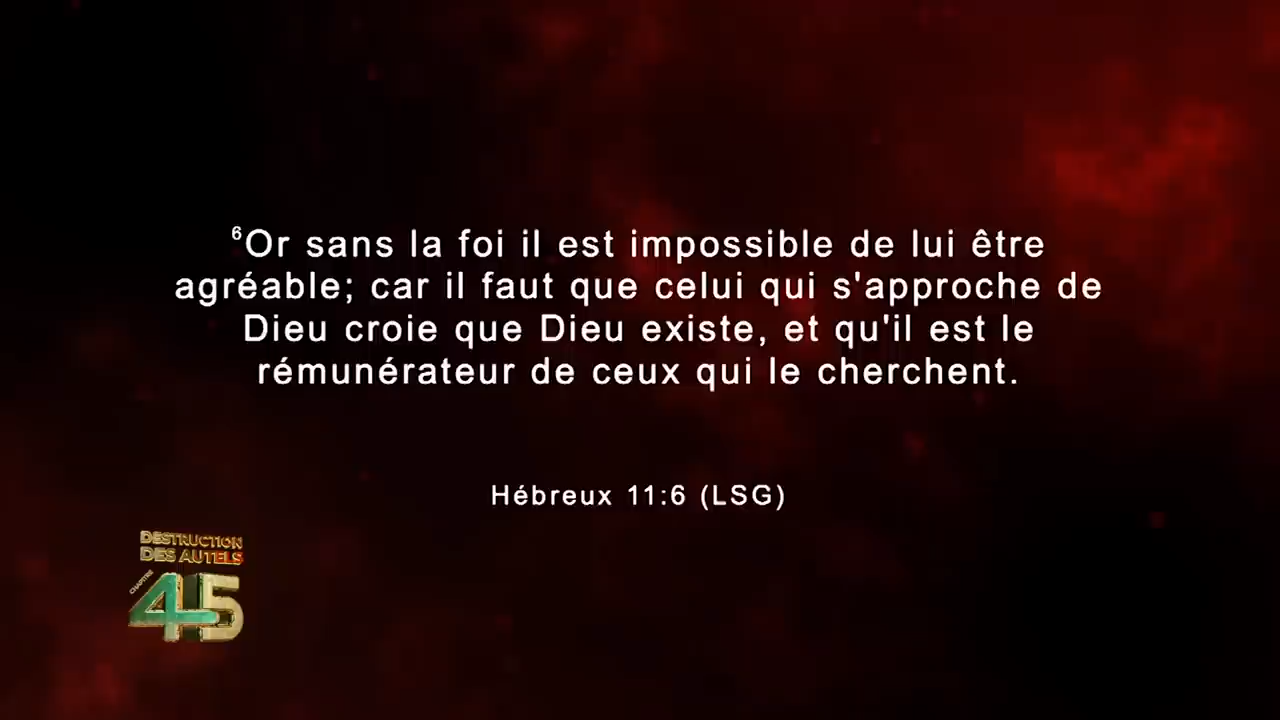 ⁶Or sans la foi il est impossible de lui être
agréable; car il faut que celui qui s'approche de
Dieu croie que Dieu existe, et qu'il est le
rémunérateur de ceux qui le cherchent.
Hébreux 11:6 (LSG)
DESTRUCTION
DES AUTELS
CHAPITRE
45